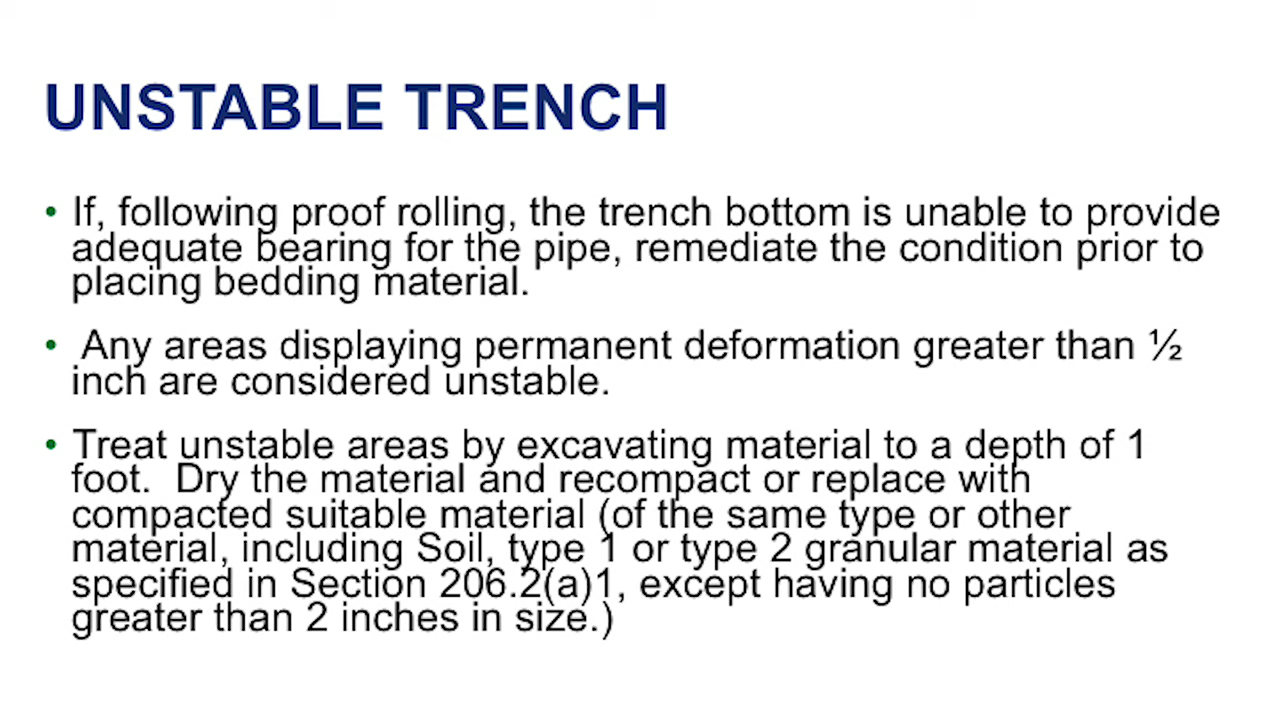 UNSTABLE TRENCH
• If, following proof rolling, the trench bottom is unable to provide
adequate bearing for the pipe, remediate the condition prior to
placing bedding material.
• Any areas displaying permanent deformation greater than ½
inch are considered unstable.
• Treat unstable areas by excavating material to a depth of 1
foot. Dry the material and recompact or replace with
compacted suitable material (of the same type or other
material, including Soil, type 1 or type 2 granular material as
specified in Section 206.2(a)1, except having no particles
greater than 2 inches in size.)